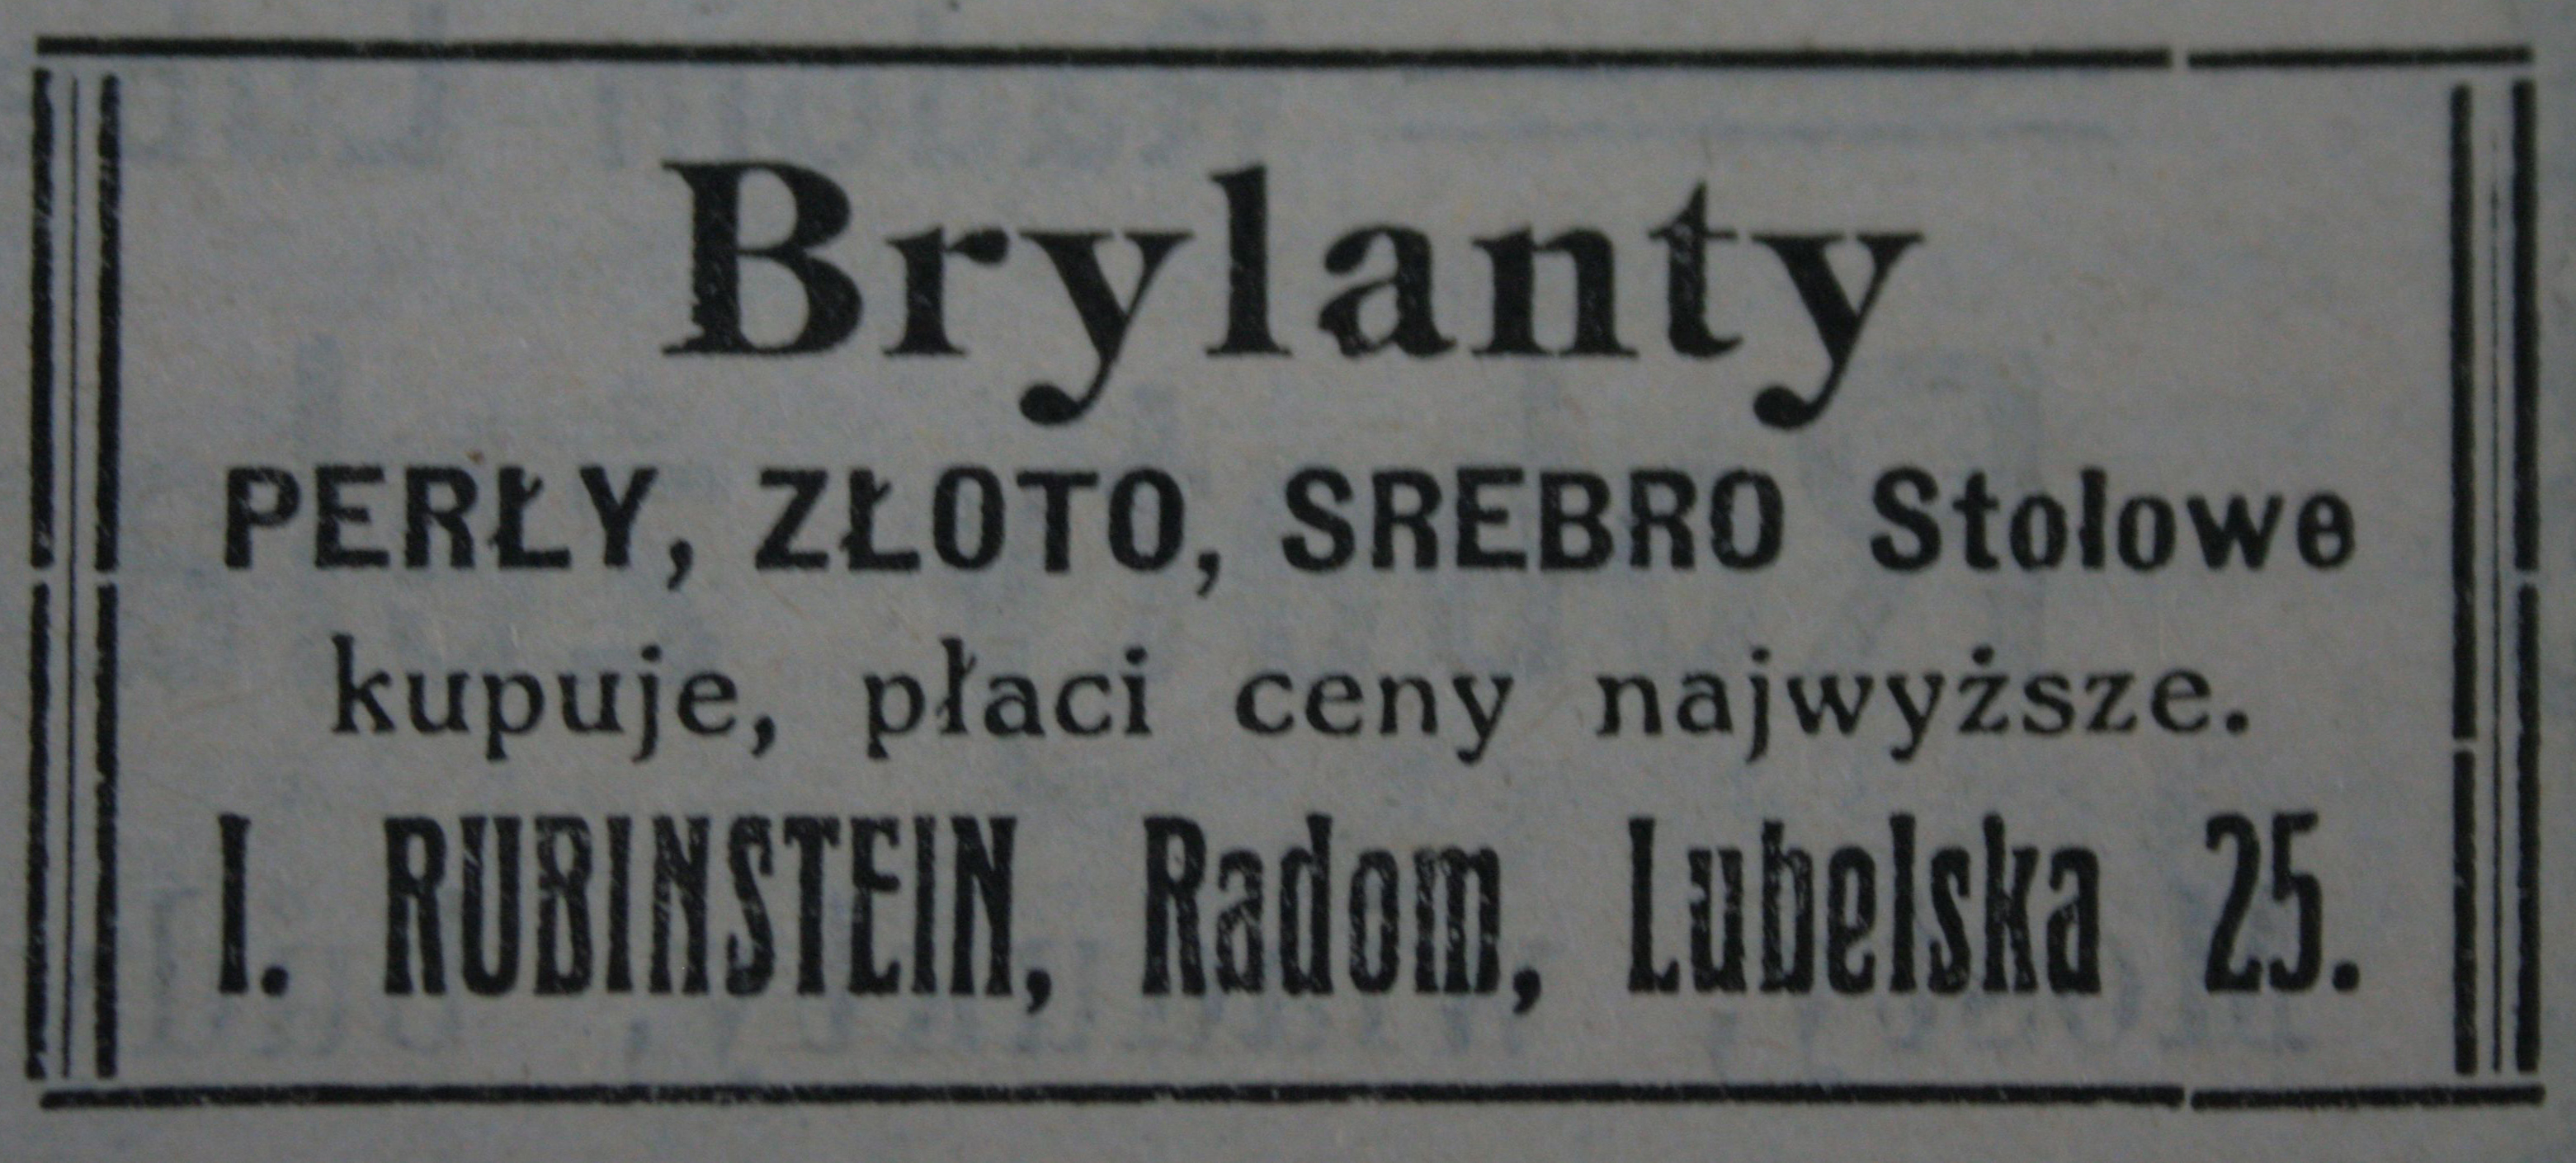 Brylanty
PERŁY, ZŁOTO, SREBRO Stołowe
kupuje, płaci ceny najwyższe.
I. RUBINSTEIN, Radom, Lubelska 25.